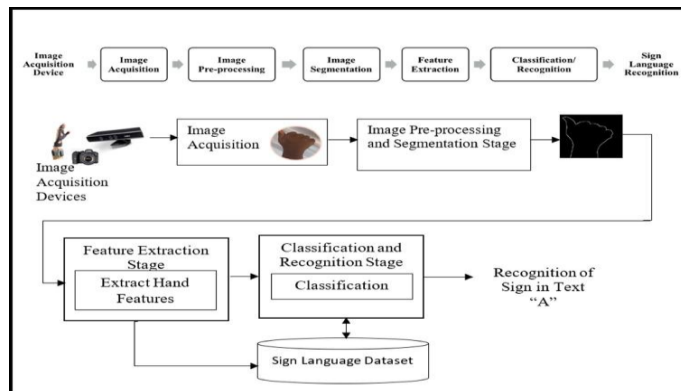 Image
Acquisition
Device
Image
Acquisition
Image
Pre-processing
Image
Segmentation
Feature
Extraction
Classification/
Recognition
Sign
Language
Recognition
Image
Acquisition
Devices
Image
Acquisition
Image Pre-processing
and Segmentation Stage
Feature Extraction
Stage
Extract Hand
Features
Classification and
Recognition Stage
Classification
Recognition of
Sign in Text
“A”
Sign Language Dataset